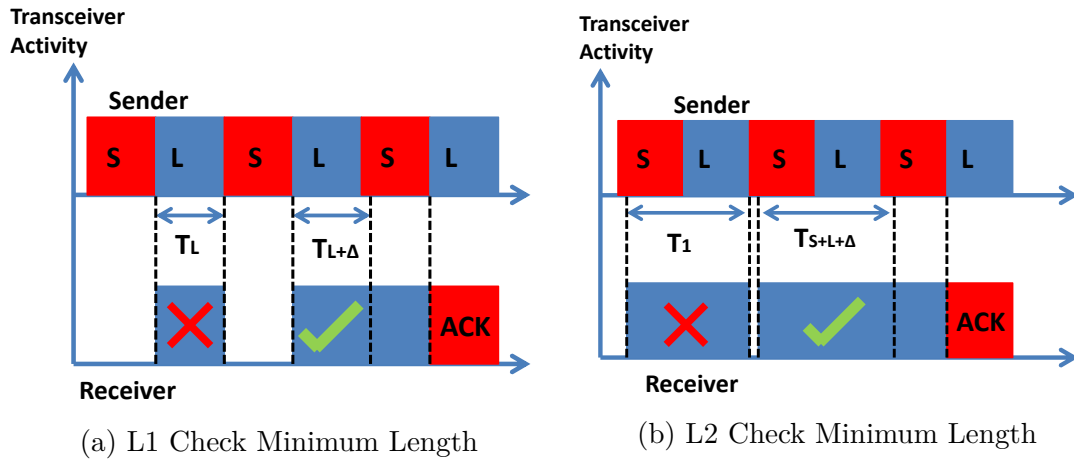 Transceiver
Activity
Sender
S L S L S L
TL TL+Δ
ACK
Receiver
(a) L1 Check Minimum Length
Transceiver
Activity
Sender
S L S L S L
T1 TS+L+Δ
ACK
Receiver
(b) L2 Check Minimum Length